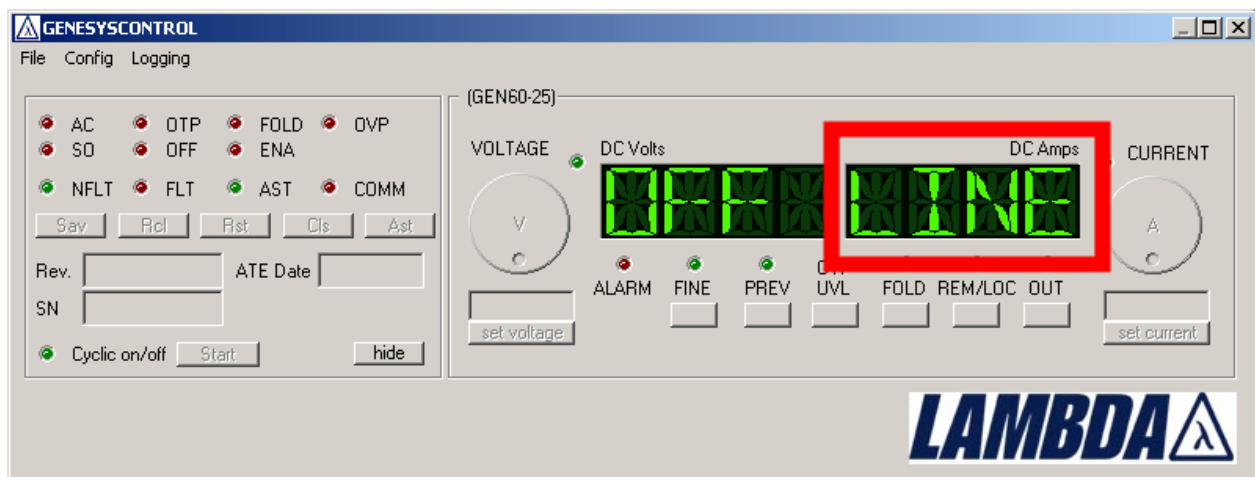 GENESYSCONTROL
File Config Logging
(GEN60-25)
AC OTP FOLD OVP
SO OFF ENA
NFLT FLT AST COMM
Sav Rcl Rst Cls Ast
Rev. ATE Date
SN
Cyclic on/off Start hide
VOLTAGE DC Volts DC Amps CURRENT
V OFF LINE A
ALARM FINE PREV UVL FOLD REM/LOC OUT
set voltage set current
LAMBDA λ